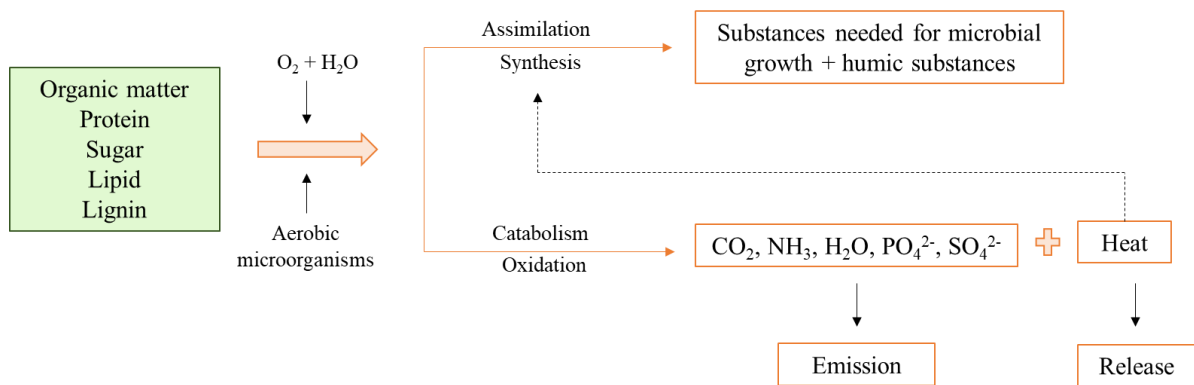 Organic matter
Protein
Sugar
Lipid
Lignin
O₂ + H₂O
Aerobic
microorganisms
Assimilation
Synthesis
Substances needed for microbial
growth + humic substances
Catabolism
Oxidation
CO₂, NH₃, H₂O, PO₄²⁻, SO₄²⁻
Heat
Emission
Release